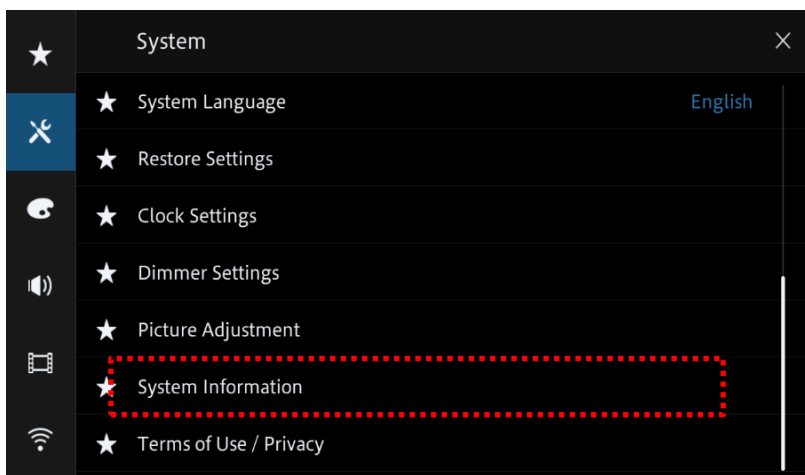 System
System Language English
Restore Settings
Clock Settings
Dimmer Settings
Picture Adjustment
System Information
Terms of Use / Privacy